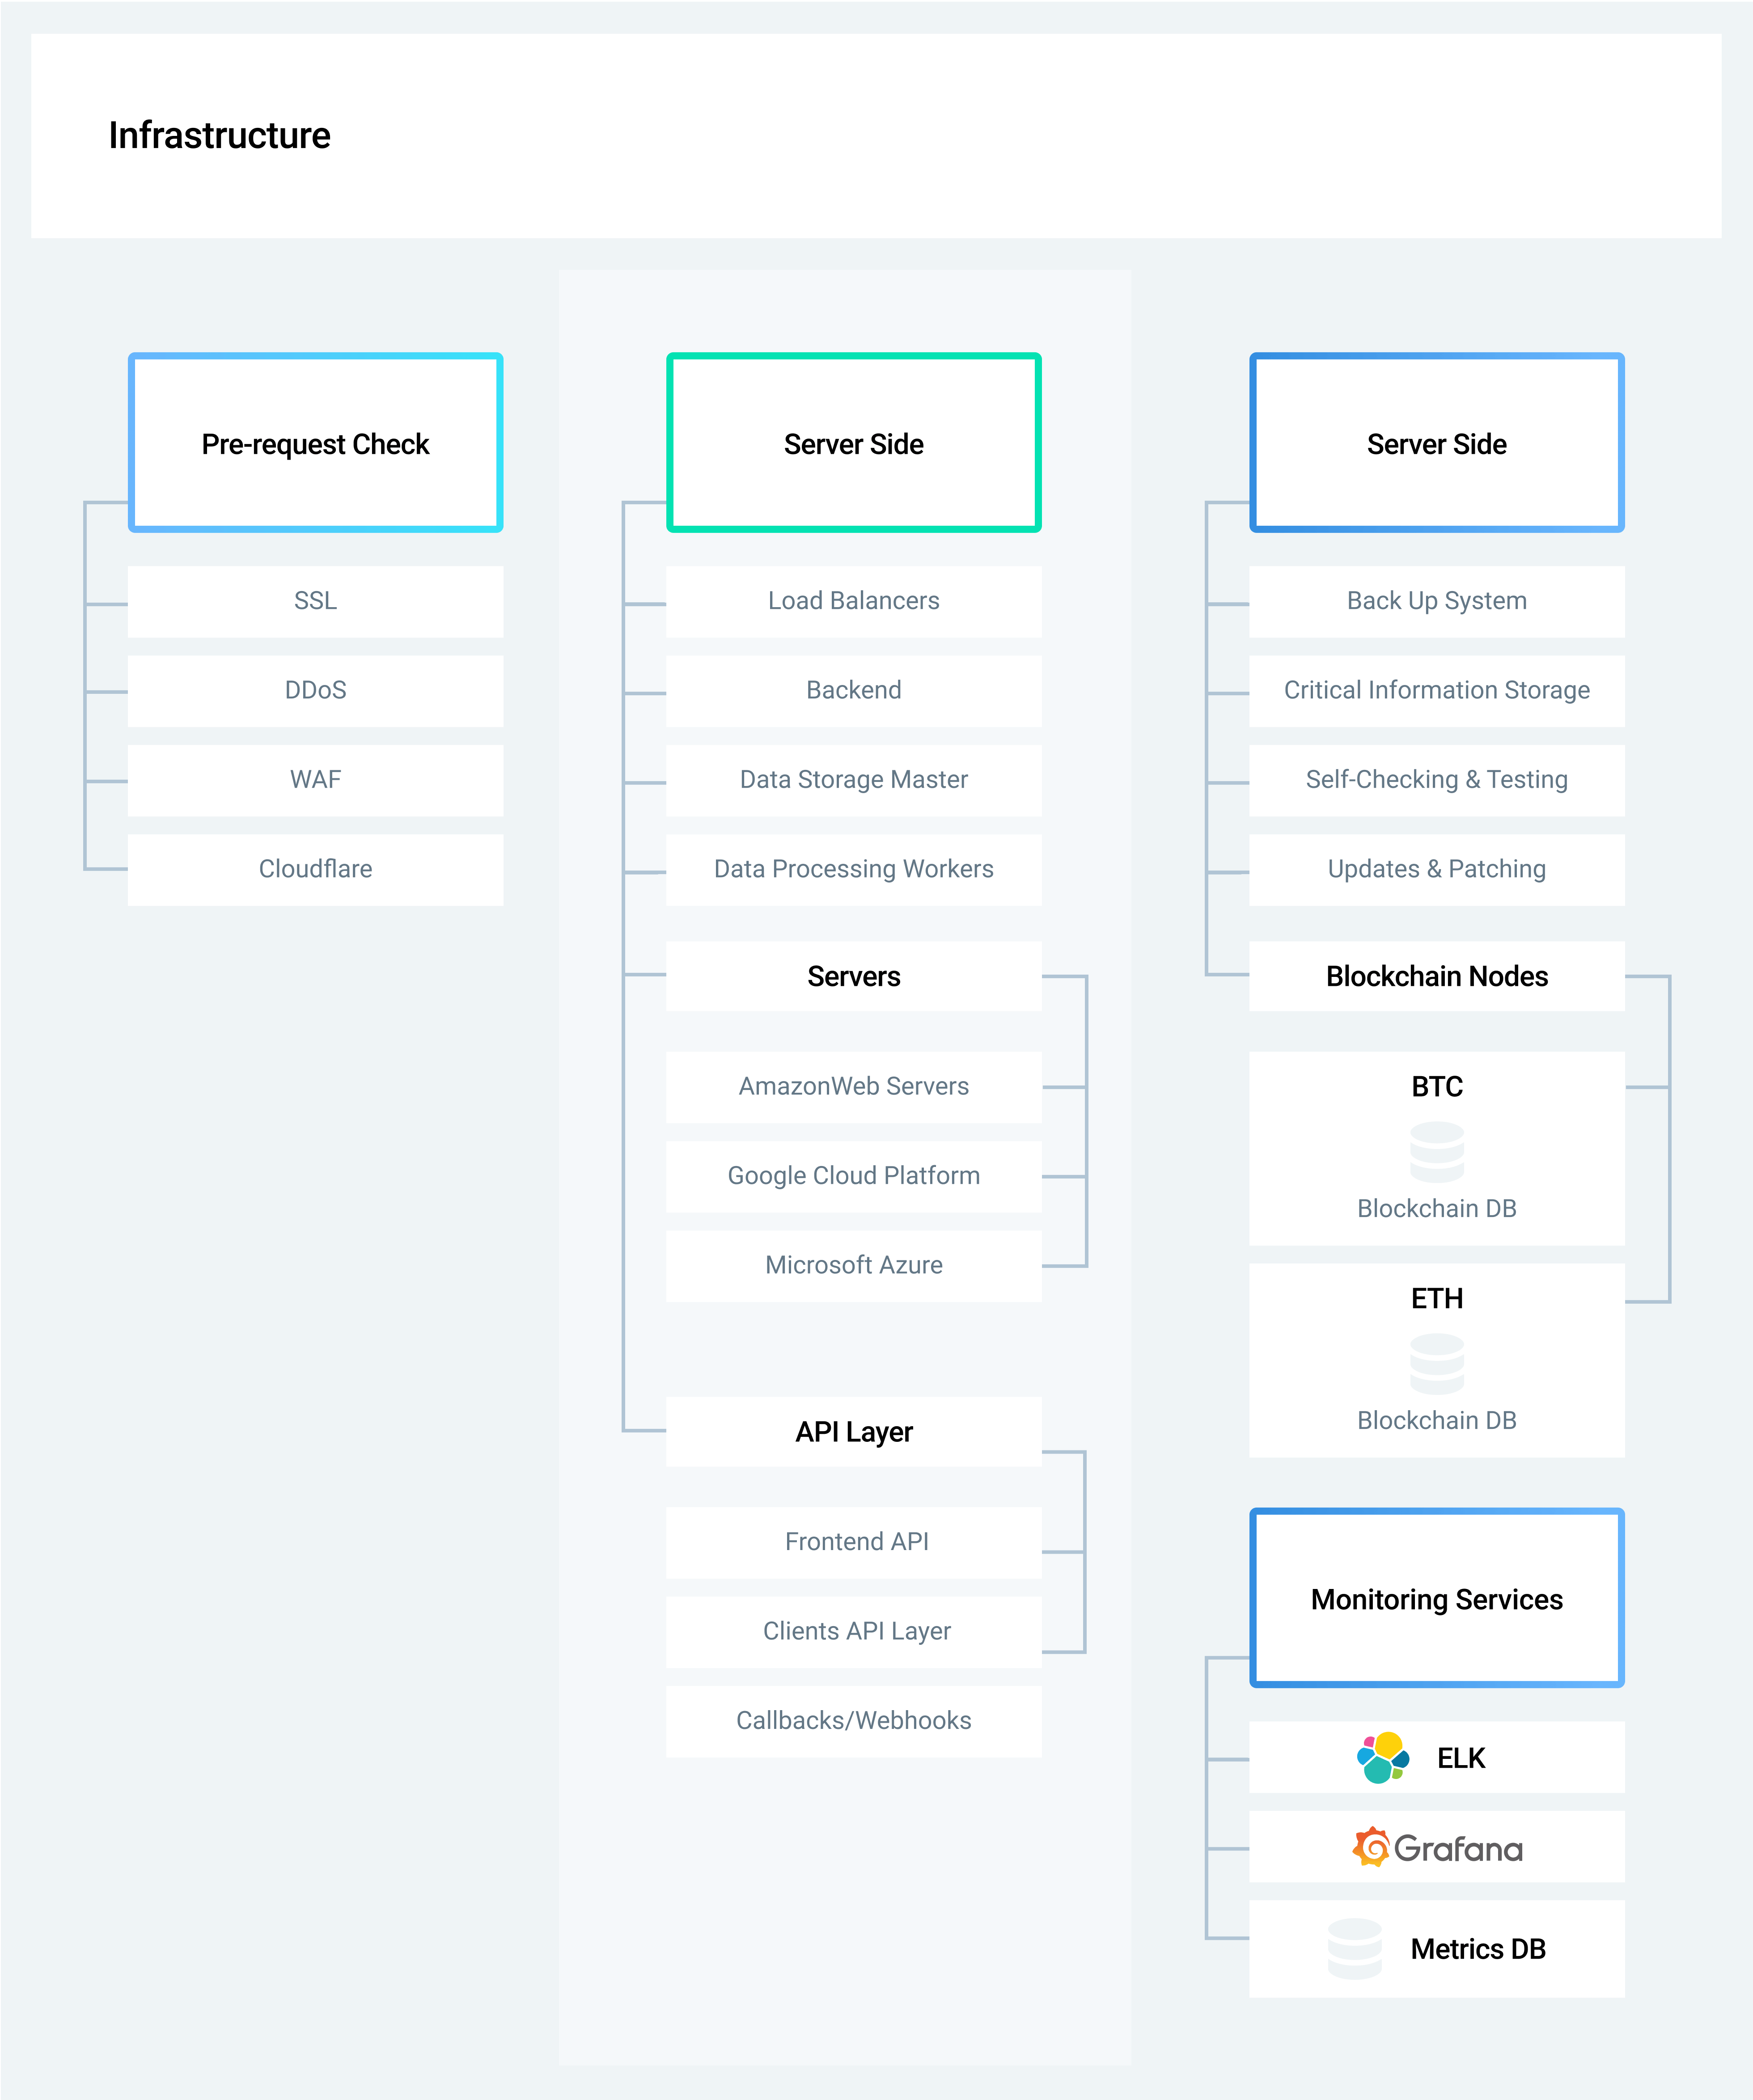 Infrastructure
Pre-request Check
SSL
DDoS
WAF
Cloudflare
Server Side
Load Balancers
Backend
Data Storage Master
Data Processing Workers
Servers
AmazonWeb Servers
Google Cloud Platform
Microsoft Azure
API Layer
Frontend API
Clients API Layer
Callbacks/Webhooks
Server Side
Back Up System
Critical Information Storage
Self-Checking & Testing
Updates & Patching
Blockchain Nodes
BTC
Blockchain DB
ETH
Blockchain DB
Monitoring Services
ELK
Grafana
Metrics DB